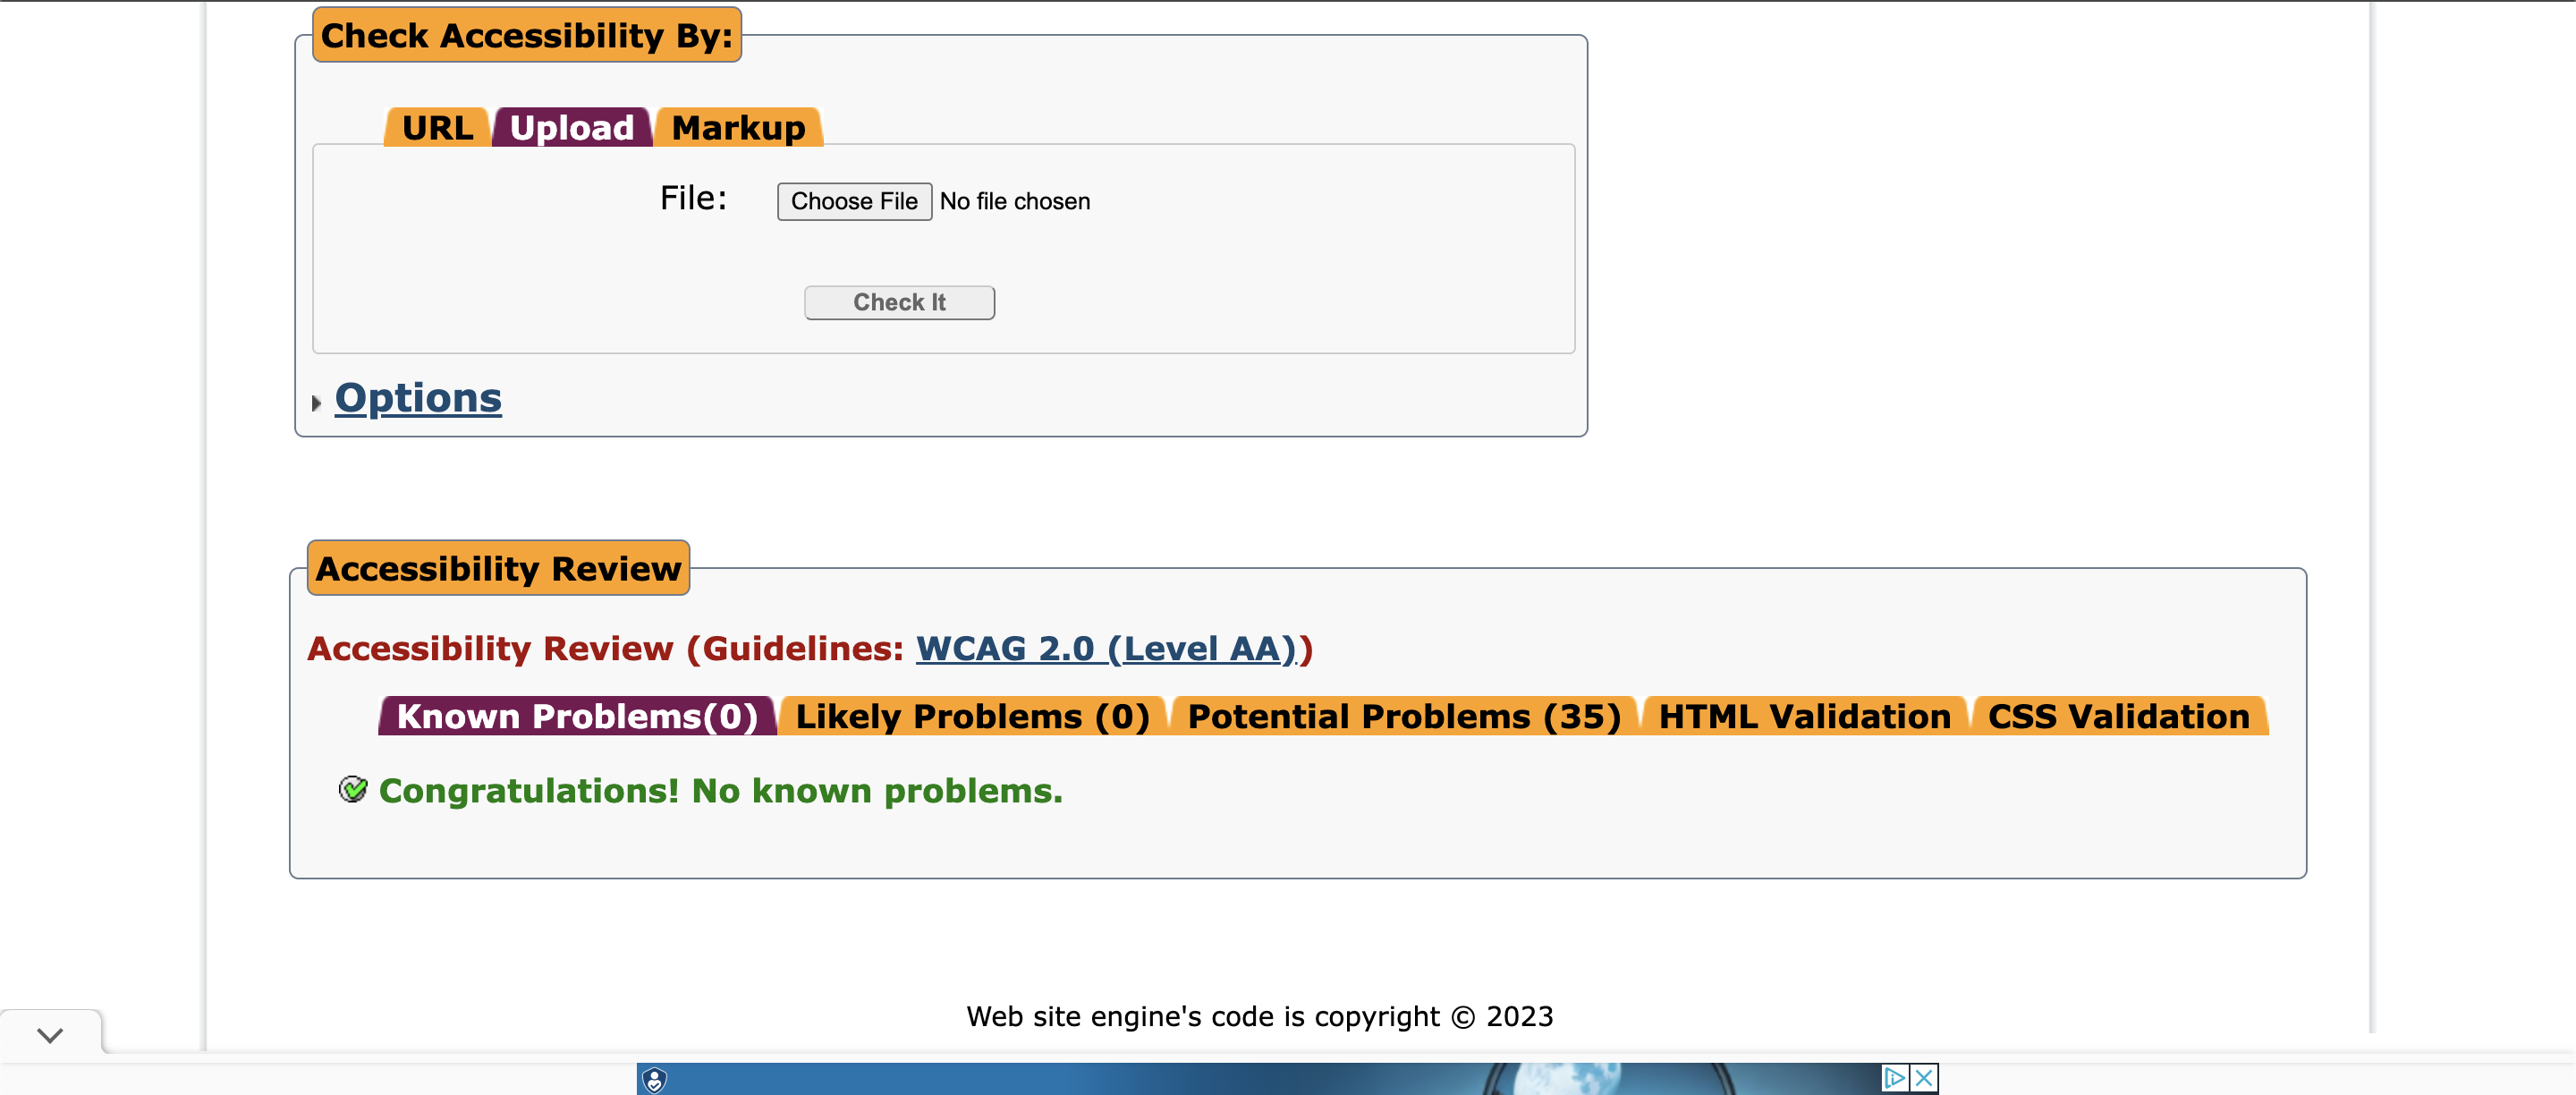 Check Accessibility By:
URL Upload Markup
File: Choose File No file chosen
Check It
Options
Accessibility Review
Accessibility Review (Guidelines: WCAG 2.0 (Level AA))
Known Problems(0) Likely Problems (0) Potential Problems (35) HTML Validation CSS Validation
Congratulations! No known problems.
Web site engine's code is copyright © 2023